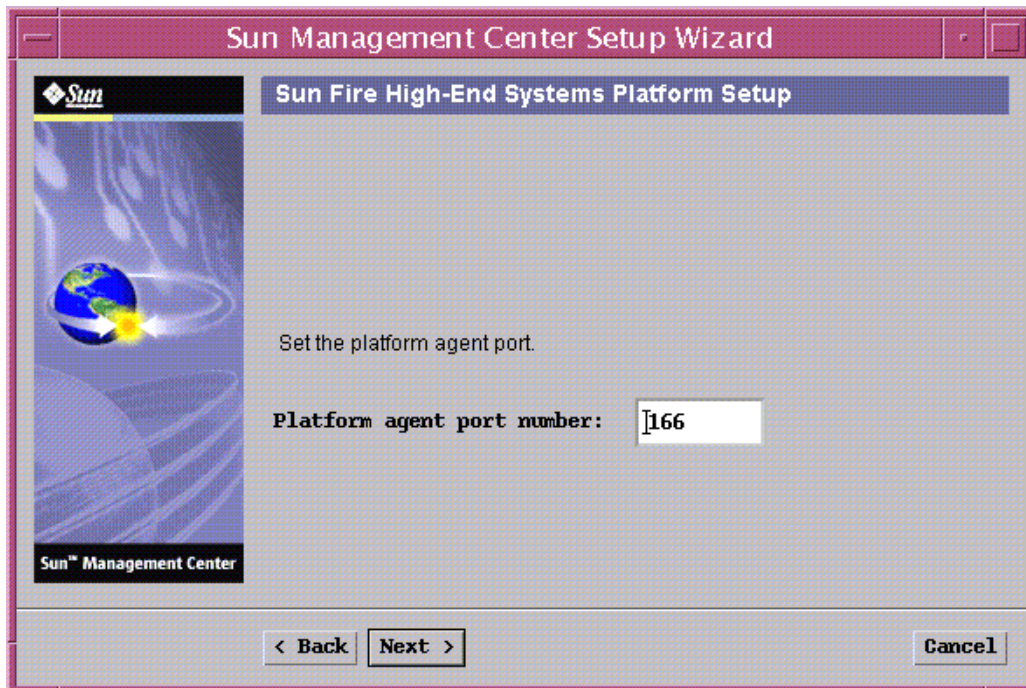 Sun Management Center Setup Wizard
Sun
Sun Fire High-End Systems Platform Setup
Set the platform agent port.
Platform agent port number: 166
Sun™ Management Center
< Back Next > Cancel